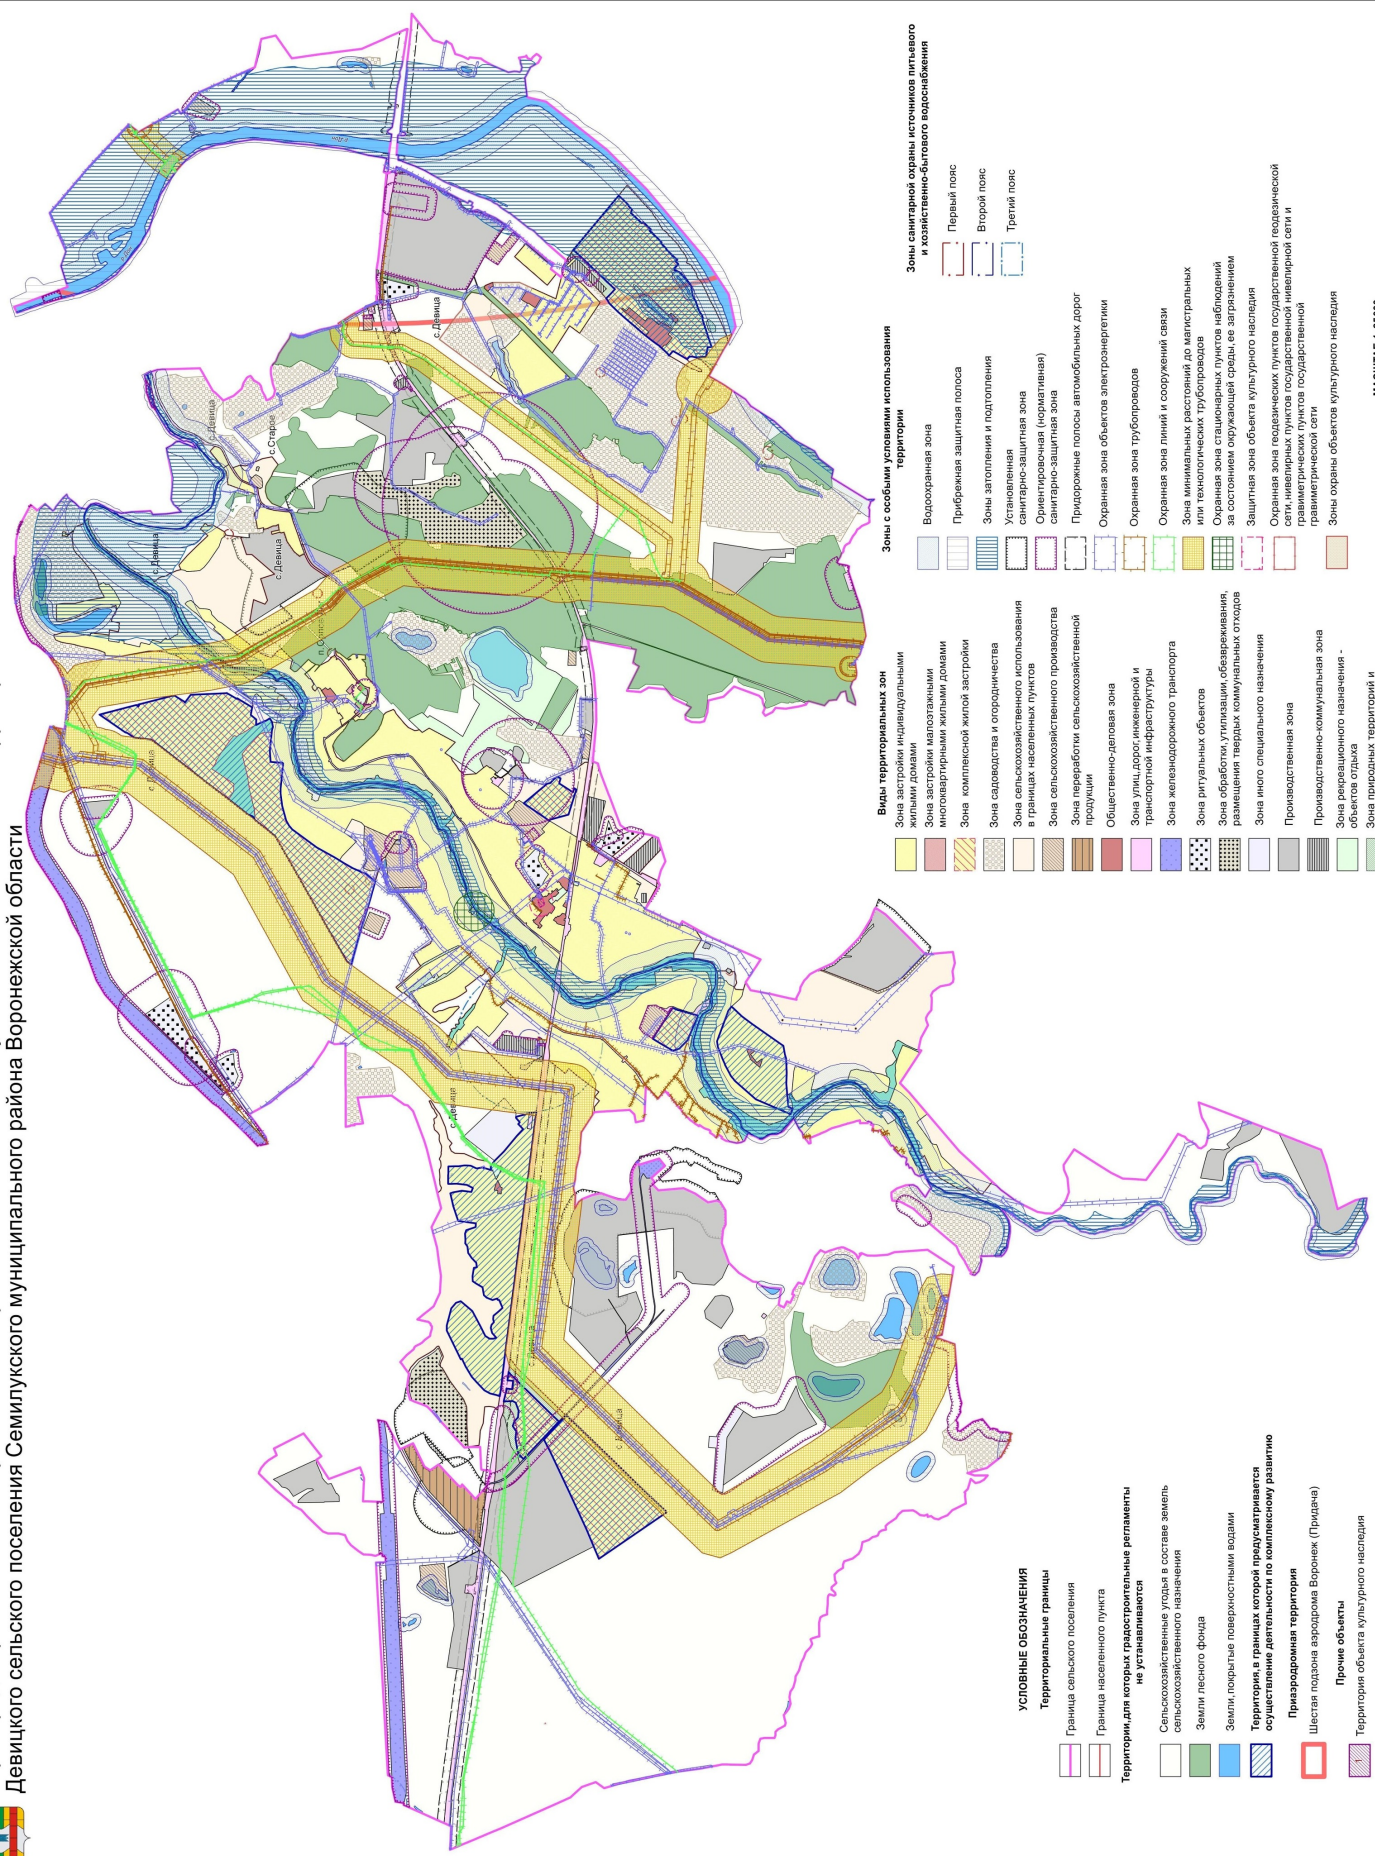 Девицкого сельского поселения Семилукского муниципального района Воронежской области
с. Девица
с. Девица
с.Старое
с.Девица
с.Девица
с. Девица
с. Девица
с. Девица
УСЛОВНЫЕ ОБОЗНАЧЕНИЯ
Территориальные границы
Граница сельского поселения
Граница населенного пункта
Территории,для которых градостроительные регламенты
не устанавливаются
Сельскохозяйственные угодья в составе земель
сельскохозяйственного назначения
Земли лесного фонда
Земли,покрытые поверхностными водами
Территория,в границах которой предусматривается
осуществление деятельности по комплексному развитию
Приаэродромная территория
Шестая подзона аэродрома Воронеж (Придача)
Прочие объекты
Территория объекта культурного наследия
Виды территориальных зон
Зона застройки индивидуальными
жилыми домами
Зона застройки малоэтажными
многоквартирными жилыми домами
Зона комплексной жилой застройки
Зона садоводства и огородничества
Зона сельскохозяйственного использования
в границах населенных пунктов
Зона сельскохозяйственного производства
Зона переработки сельскохозяйственной
продукции
Общественно-деловая зона
Зона улиц,дорог,инженерной и
транспортной инфраструктуры
Зона железнодорожного транспорта
Зона ритуальных объектов
Зона обработки,утилизации,обезвреживания,
размещения твердых коммунальных отходов
Зона иного специального назначения
Производственная зона
Производственно-коммунальная зона
Зона рекреационного назначения -
объектов отдыха
Зона природных территорий и
Зоны с особыми условиями использования
территории
Водоохранная зона
Прибрежная защитная полоса
Зоны затопления и подтопления
Установленная
санитарно-защитная зона
Ориентировочная (нормативная)
санитарно-защитная зона
Придорожные полосы автомобильных дорог
Охранная зона объектов электроэнергетики
Охранная зона трубопроводов
Охранная зона линий и сооружений связи
Зона минимальных расстояний до магистральных
или технологических трубопроводов
Охранная зона стационарных пунктов наблюдений
за состоянием окружающей среды,ее загрязнением
Защитная зона объекта культурного наследия
Охранная зона геодезических пунктов государственной геодезической
сети,нивелирных пунктов государственной нивелирной сети и
гравиметрических пунктов государственной
гравиметрической сети
Зоны охраны объектов культурного наследия
Зоны санитарной охраны источников питьевого
и хозяйственно-бытового водоснабжения
Первый пояс
Второй пояс
Третий пояс